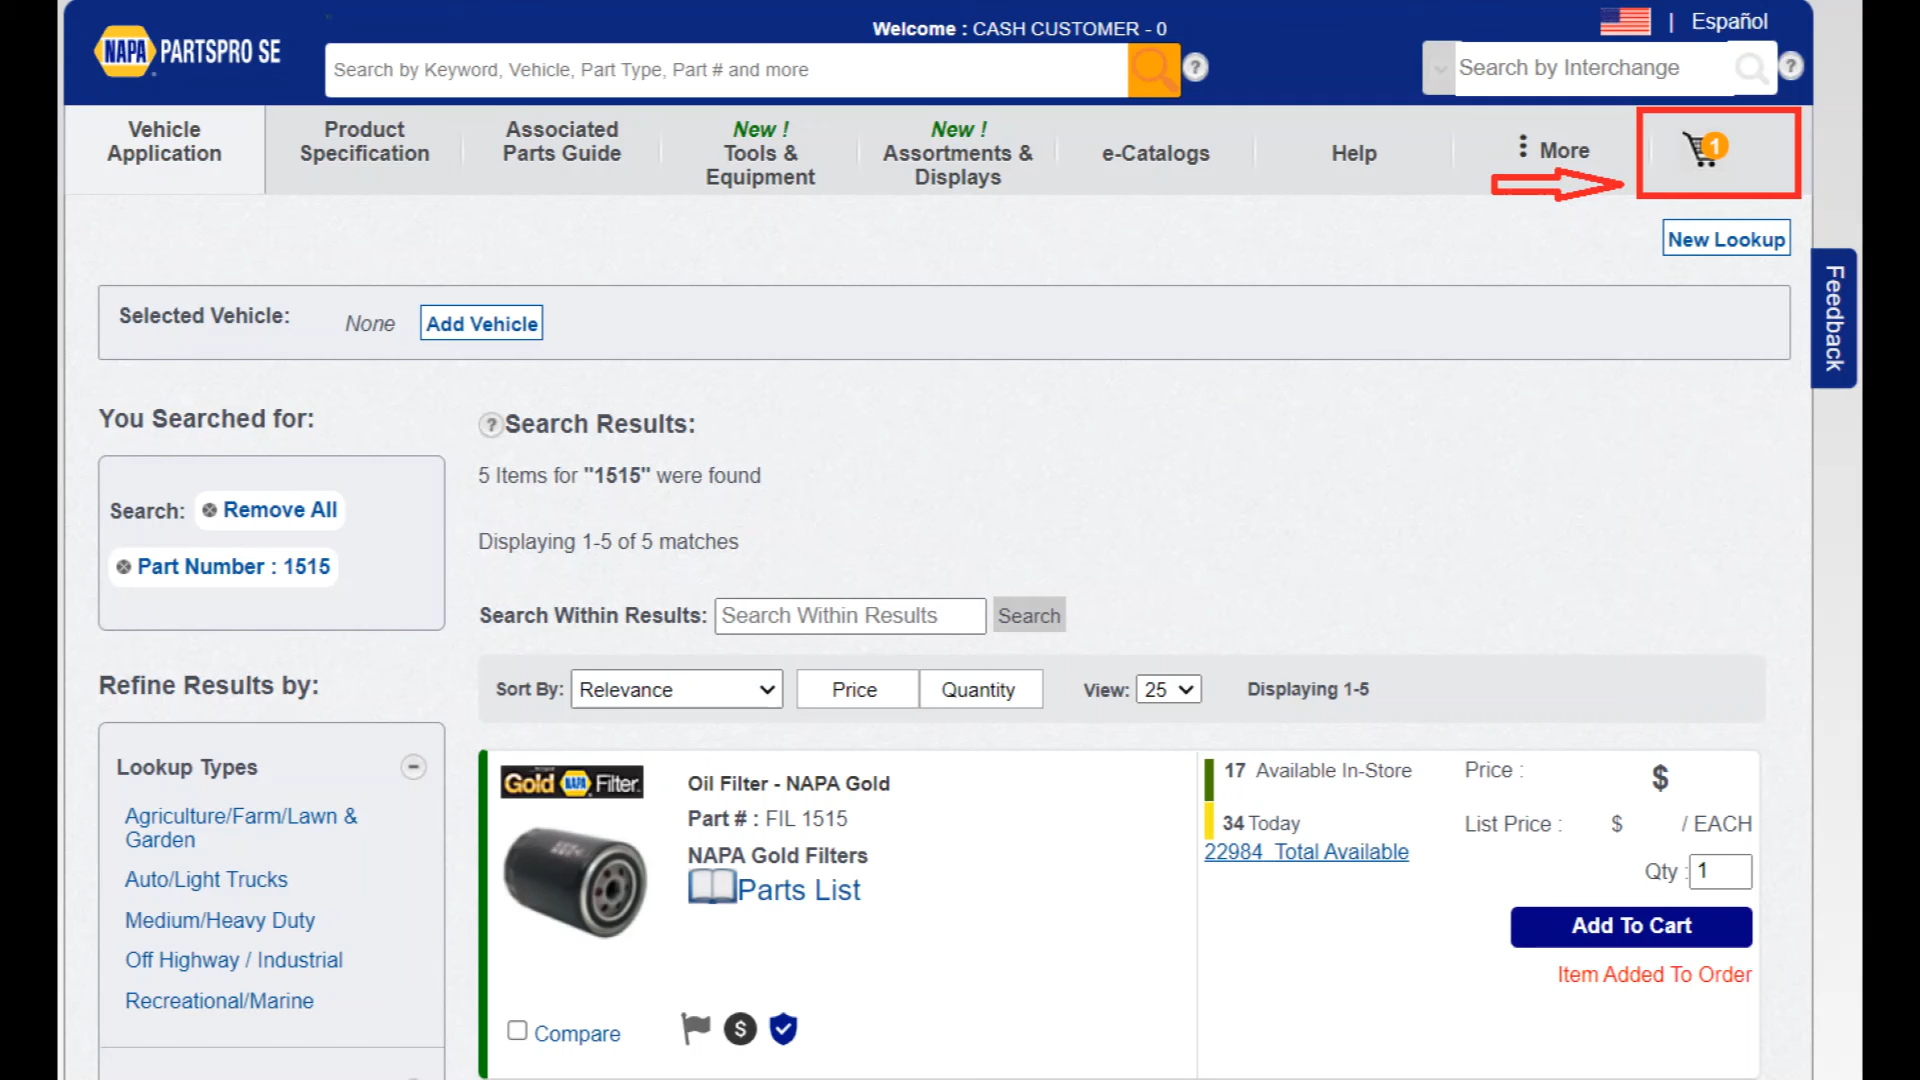 Welcome : CASH CUSTOMER - 0
| Español
NAPA PARTSPRO SE
Search by Keyword, Vehicle, Part Type, Part # and more
?
Search by Interchange
?
Vehicle
Application
Product
Specification
Associated
Parts Guide
New !
Tools &
Equipment
New !
Assortments &
Displays
e-Catalogs
Help
More
1
New Lookup
Feedback
Selected Vehicle:
None
Add Vehicle
You Searched for:
? Search Results:
5 Items for "1515" were found
Search: Remove All
Displaying 1-5 of 5 matches
Part Number : 1515
Search Within Results: Search Within Results Search
Refine Results by:
Sort By: Relevance Price Quantity View: 25 Displaying 1-5
Lookup Types
Agriculture/Farm/Lawn &
Garden
Auto/Light Trucks
Medium/Heavy Duty
Off Highway / Industrial
Recreational/Marine
Gold NAPA Filter.
Oil Filter - NAPA Gold
Part # : FIL 1515
NAPA Gold Filters
Parts List
Compare
$
17 Available In-Store
34 Today
22984 Total Available
Price : $
List Price : $ / EACH
Qty : 1
Add To Cart
Item Added To Order